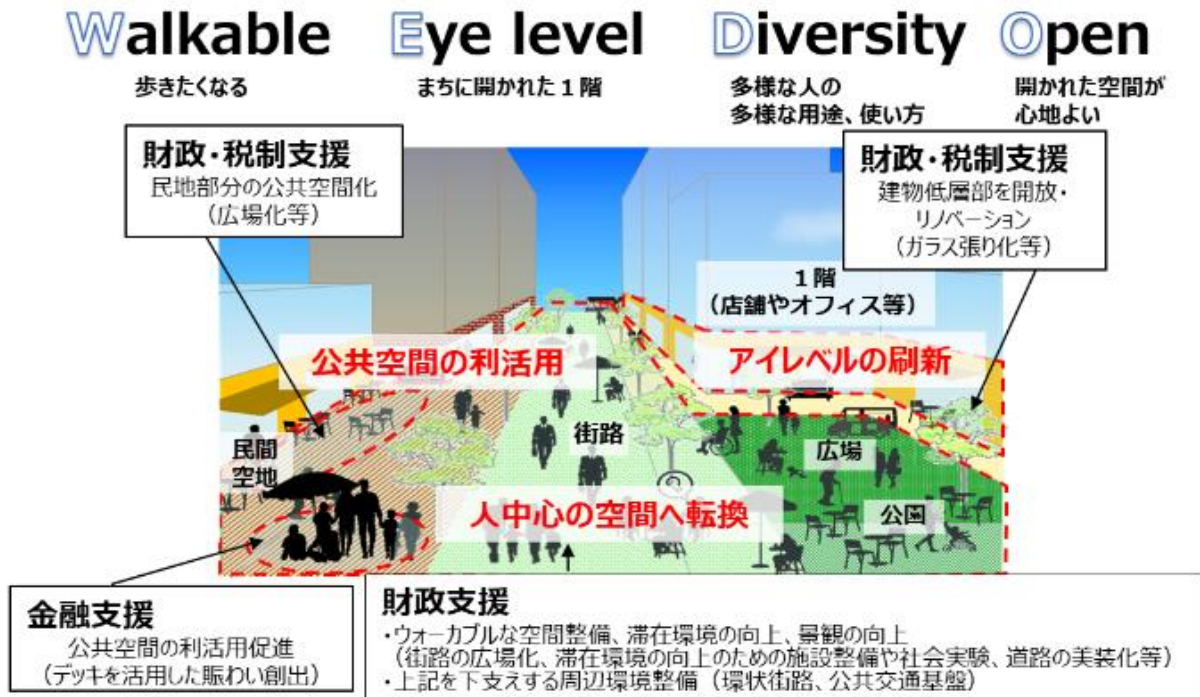 Walkable Eye level Diversity Open
歩きたくなる
まちに開かれた1階
多様な人の
多様な用途、使い方
開かれた空間が
心地よい
財政・税制支援
民地部分の公共空間化
(広場化等)
財政・税制支援
建物低層部を開放・
リノベーション
(ガラス張り化等)
1階
(店舗やオフィス等)
公共空間の利活用
アイレベルの刷新
民間
空地
街路
広場
人中心の空間へ転換
公園
金融支援
公共空間の利活用促進
(デッキを活用した賑わい創出)
財政支援
・ウォーカブルな空間整備、滞在環境の向上、景観の向上
(街路の広場化、滞在環境の向上のための施設整備や社会実験、道路の美装化等)
・上記を下支えする周辺環境整備(環状街路、公共交通基盤)